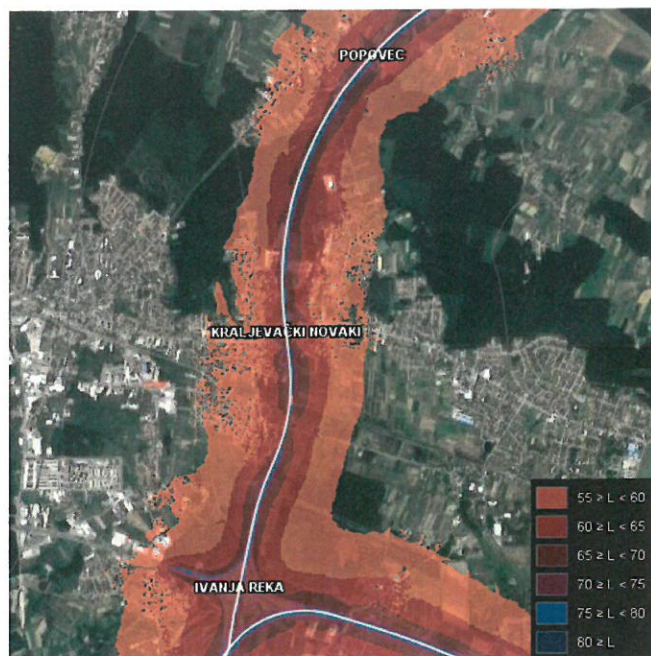 POPOVEC
KRALJEVAČKI NOVAKI
IVANJA REKA
55 ≥ L < 60
60 ≥ L < 65
65 ≥ L < 70
70 ≥ L < 75
75 ≥ L < 80
80 ≥ L